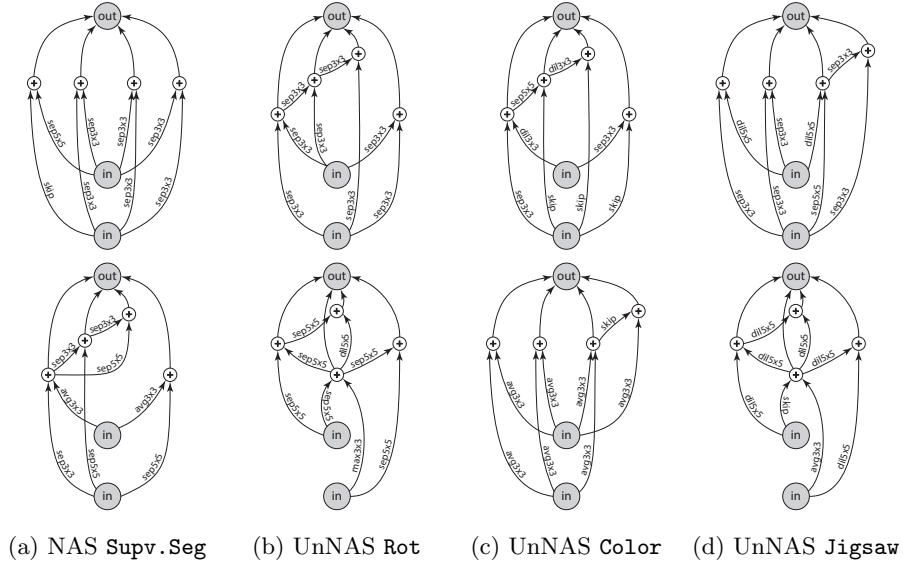 out
sep5x5
sep3x3
sep3x3
sep3x3
in
skip
sep3x3
sep3x3
sep3x3
in
out
sep3x3
sep3x3
sep3x3
sep3x3
sep3x3
in
sep3x3
sep3x3
sep3x3
in
out
dil3x3
sep5x5
dil3x3
sep3x3
in
sep3x3
skip
skip
skip
in
out
sep3x3
dil5x5
sep3x3
dil5x5
in
sep3x3
sep3x3
sep5x5
sep3x3
in
out
sep3x3
sep3x3
sep5x5
avg3x3
avg3x3
in
sep3x3
sep5x5
sep5x5
in
out
sep5x5
dil5x5
sep5x5
sep5x5
sep5x5
sep5x5
in
max3x3
sep5x5
in
out
skip
avg3x3
avg3x3
avg3x3
avg3x3
in
avg3x3
avg3x3
avg3x3
in
out
dil5x5
dil5x5
dil5x5
dil5x5
dil5x5
skip
in
avg3x3
dil5x5
in
(a) NAS Supv.Seg (b) UnNAS Rot (c) UnNAS Color (d) UnNAS Jigsaw